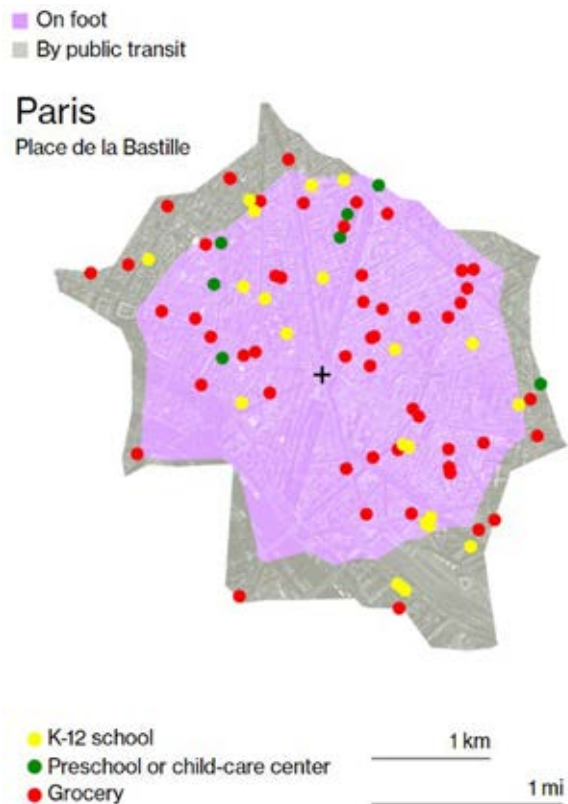 On foot
By public transit
Paris
Place de la Bastille
K-12 school
Preschool or child-care center
Grocery
1 km
1 mi